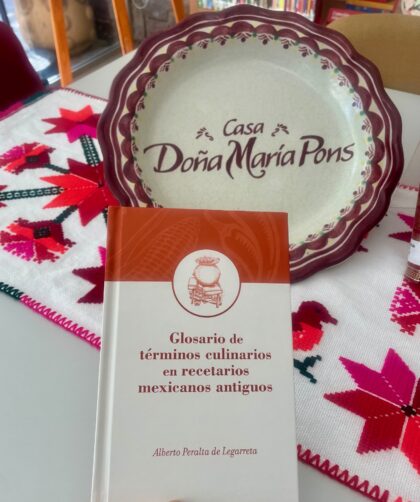 Casa
Doña María Pons
Glosario de
términos culinarios
en recetarios
mexicanos antiguos
Alberto Peralta de Legarreta